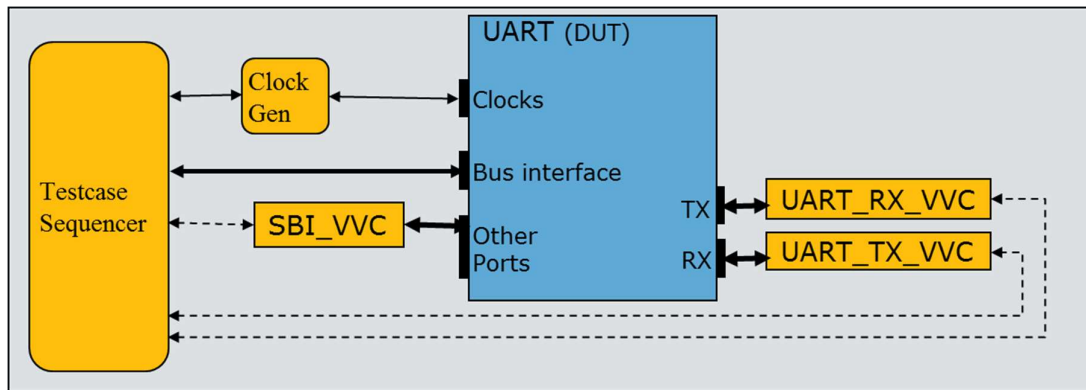 UART (DUT)
Clock
Gen
Clocks
Testcase
Sequencer
Bus interface
SBI_VVC
Other
Ports
TX
UART_RX_VVC
RX
UART_TX_VVC